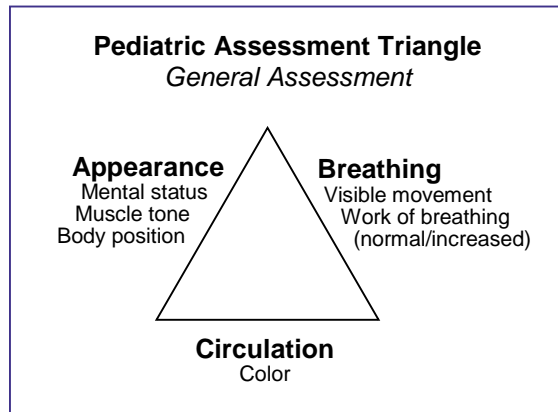 Pediatric Assessment Triangle
General Assessment
Appearance
Mental status
Muscle tone
Body position
Breathing
Visible movement
Work of breathing
(normal/increased)
Circulation
Color